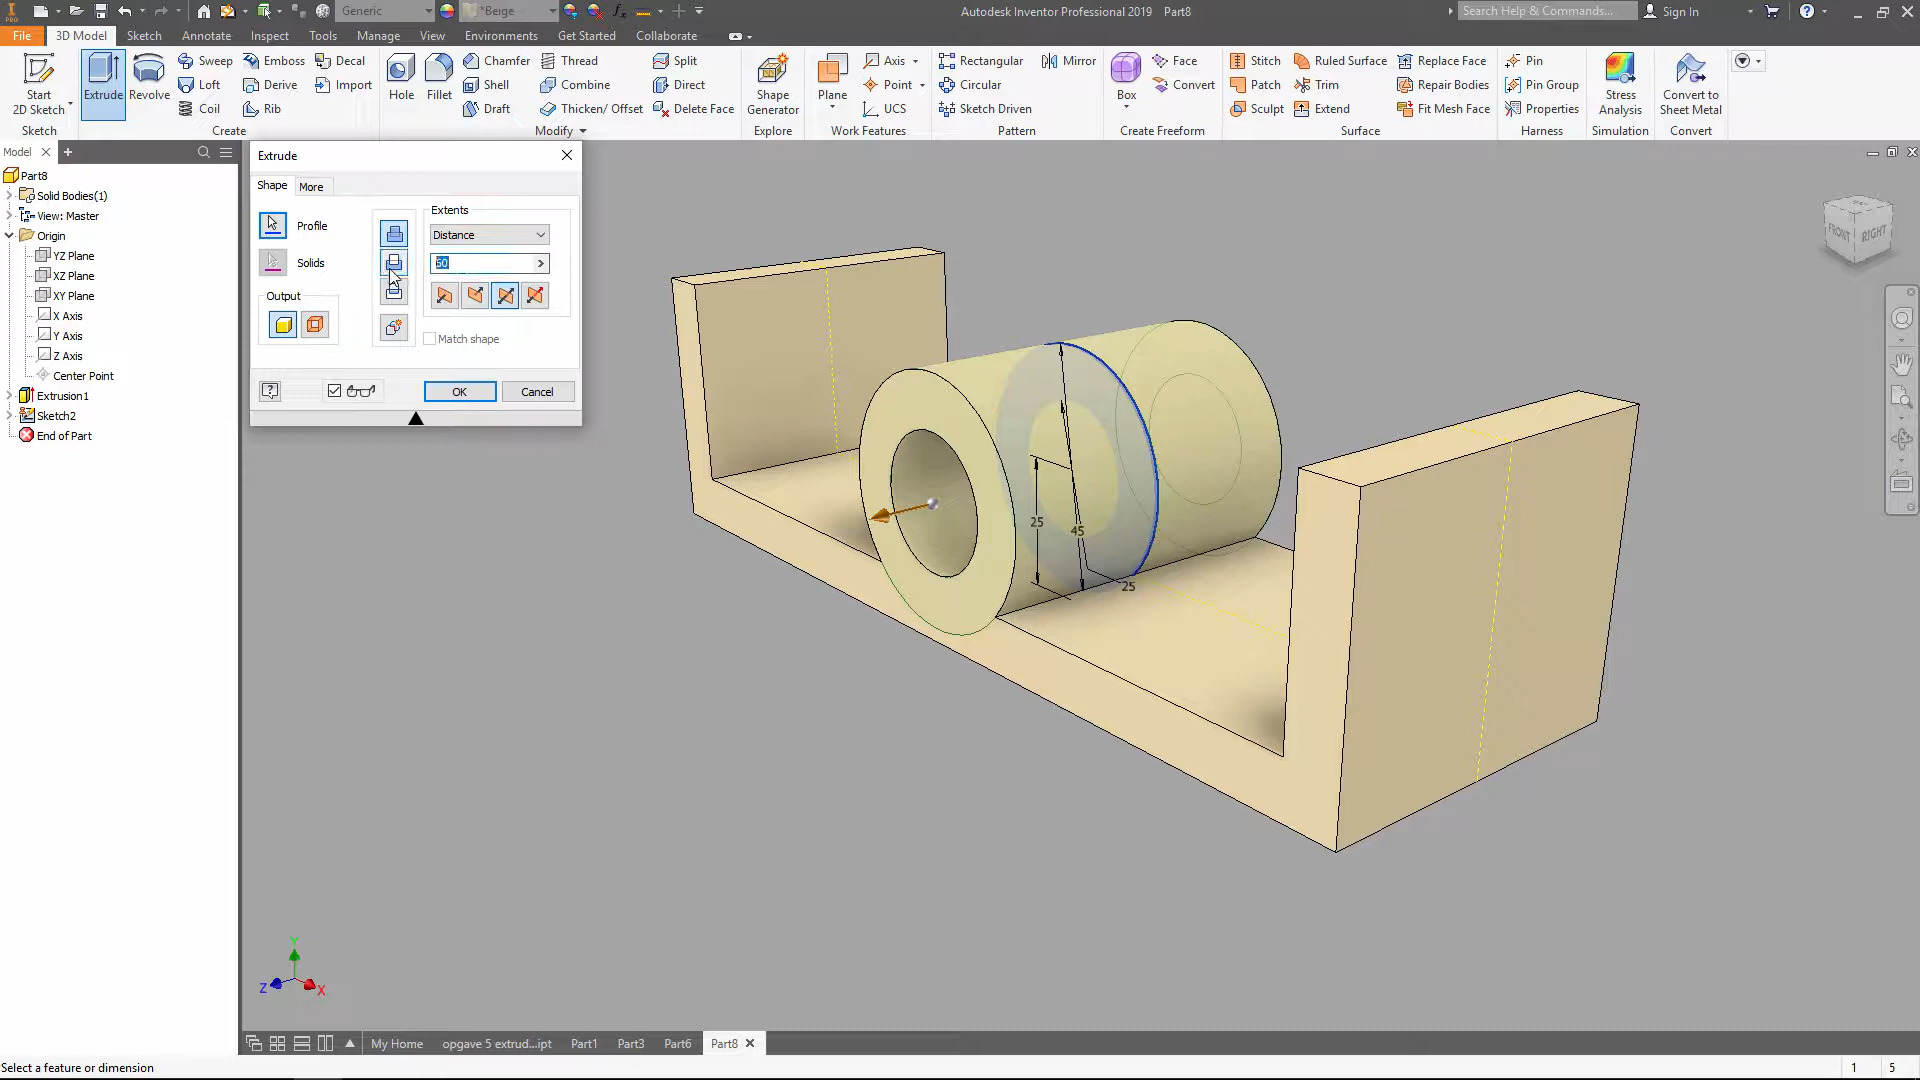 PRO
Generic
*Beige
fx
Autodesk Inventor Professional 2019 Part8
Search Help & Commands...
Sign In
File
3D Model
Sketch
Annotate
Inspect
Tools
Manage
View
Environments
Get Started
Collaborate
Start
2D Sketch
Sketch
Extrude
Revolve
Sweep
Loft
Coil
Emboss
Derive
Rib
Decal
Import
Create
Hole
Fillet
Chamfer
Shell
Draft
Thread
Combine
Thicken/ Offset
Split
Direct
Delete Face
Modify
Shape
Generator
Explore
Plane
Axis
Point
UCS
Work Features
Rectangular
Circular
Sketch Driven
Mirror
Pattern
Box
Face
Convert
Create Freeform
Stitch
Patch
Sculpt
Ruled Surface
Trim
Extend
Replace Face
Repair Bodies
Fit Mesh Face
Surface
Pin
Pin Group
Properties
Harness
Stress
Analysis
Simulation
Convert to
Sheet Metal
Convert
Model
Part8
Solid Bodies(1)
View: Master
Origin
YZ Plane
XZ Plane
XY Plane
X Axis
Y Axis
Z Axis
Center Point
Extrusion1
Sketch2
End of Part
Extrude
Shape
More
Profile
Solids
Output
Extents
Distance
50
Match shape
OK
Cancel
25
45
25
RIGHT
Y
Z
X
My Home
opgave 5 extrud...ipt
Part1
Part3
Part6
Part8
Select a feature or dimension
1
5